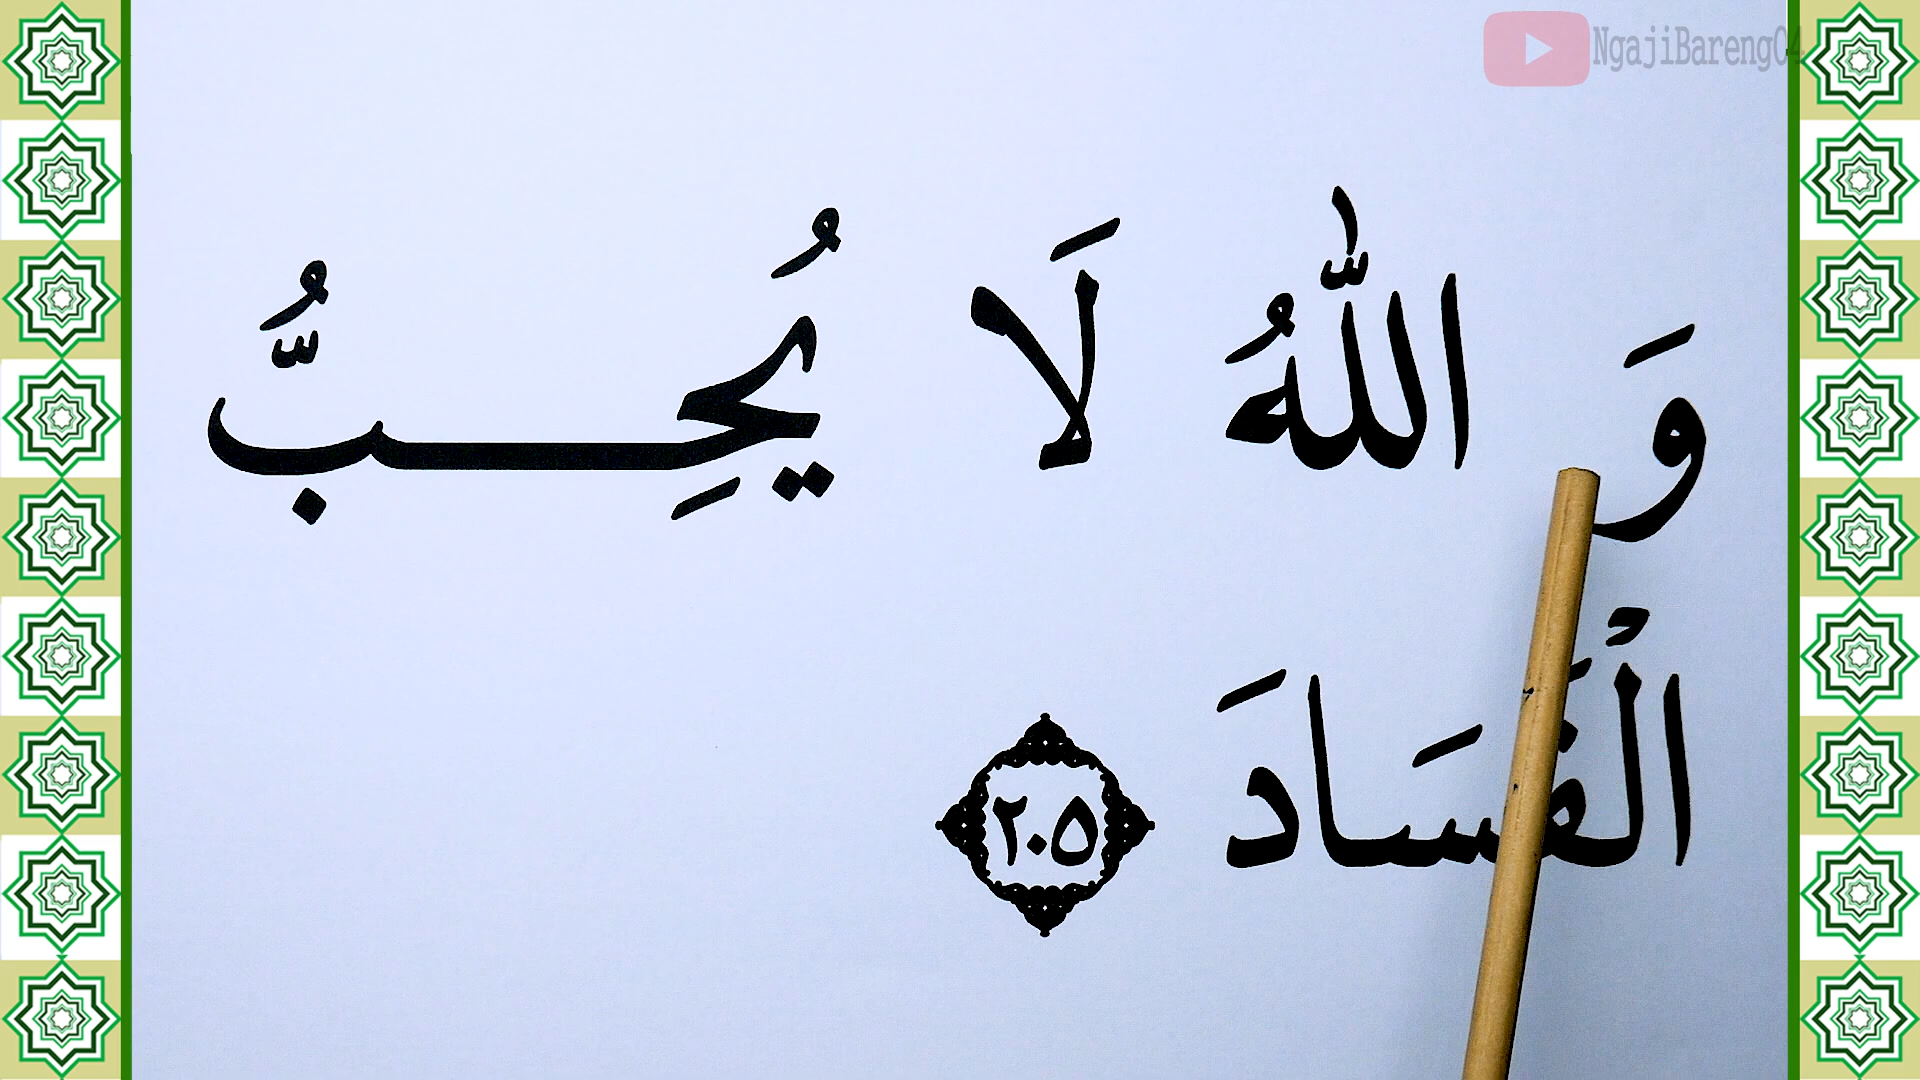 NgajiBareng04
وَ اللّٰهُ لَا يُحِبُّ
الْفَسَادَ ٢٠٥